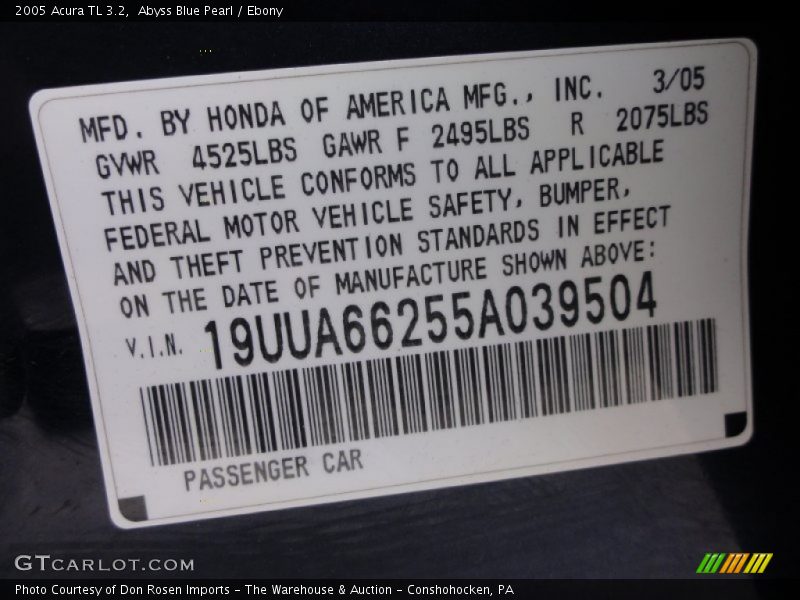 2005 Acura TL 3.2,  Abyss Blue Pearl / Ebony
MFD. BY HONDA OF AMERICA MFG., INC. 3/05
GVWR 4525LBS GAWR F 2495LBS R 2075LBS
THIS VEHICLE CONFORMS TO ALL APPLICABLE
FEDERAL MOTOR VEHICLE SAFETY, BUMPER,
AND THEFT PREVENTION STANDARDS IN EFFECT
ON THE DATE OF MANUFACTURE SHOWN ABOVE:
V.I.N. 19UUA66255A039504
PASSENGER CAR
GTCARLOT.COM
Photo Courtesy of Don Rosen Imports - The Warehouse & Auction - Conshohocken, PA